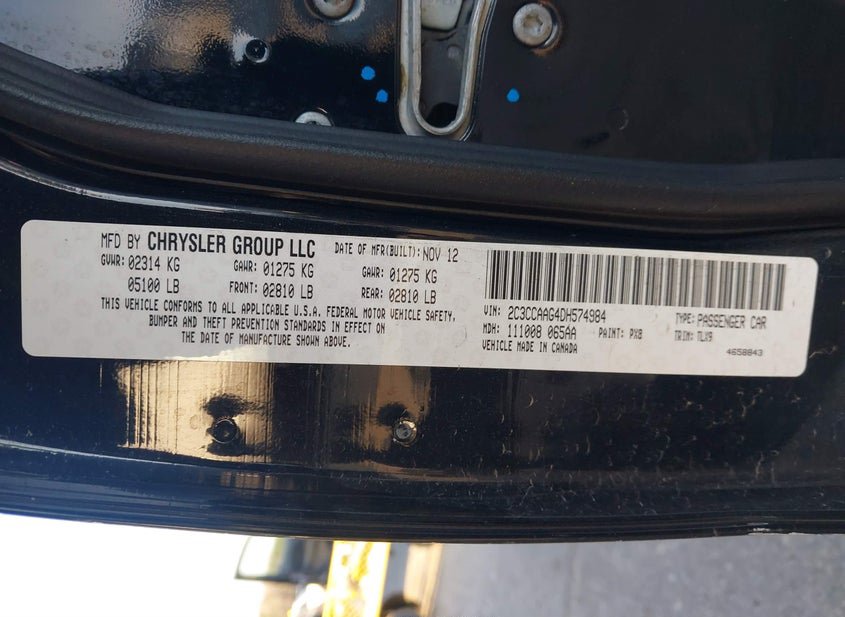 MFD BY CHRYSLER GROUP LLC DATE OF MFR(BUILT): NOV 12
GVWR: 02314 KG GAWR: 01275 KG GAWR: 01275 KG
05100 LB FRONT: 02810 LB REAR: 02810 LB
THIS VEHICLE CONFORMS TO ALL APPLICABLE U.S.A. FEDERAL MOTOR VEHICLE SAFETY,
BUMPER AND THEFT PREVENTION STANDARDS IN EFFECT ON
THE DATE OF MANUFACTURE SHOWN ABOVE.
VIN: 2C3CCAAG4DH574984 TYPE: PASSENGER CAR
MDH: 111008 065AA PAINT: PX8 TRIM: TLX9
VEHICLE MADE IN CANADA 4658843